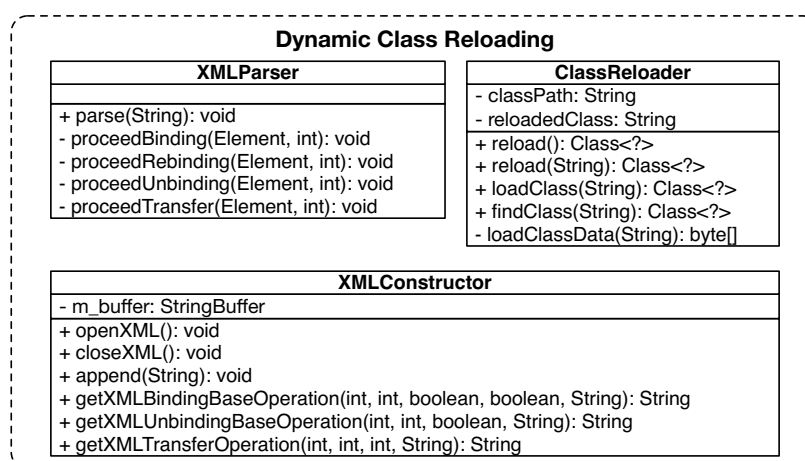 Dynamic Class Reloading
XMLParser
+ parse(String): void
- proceedBinding(Element, int): void
- proceedRebinding(Element, int): void
- proceedUnbinding(Element, int): void
- proceedTransfer(Element, int): void
ClassReloader
- classPath: String
- reloadedClass: String
+ reload(): Class<?>
+ reload(String): Class<?>
+ loadClass(String): Class<?>
+ findClass(String): Class<?>
- loadClassData(String): byte[]
XMLConstructor
- m_buffer: StringBuffer
+ openXML(): void
+ closeXML(): void
+ append(String): void
+ getXMLBindingBaseOperation(int, int, boolean, boolean, String): String
+ getXMLUnbindingBaseOperation(int, int, boolean, String): String
+ getXMLTransferOperation(int, int, int, String): String